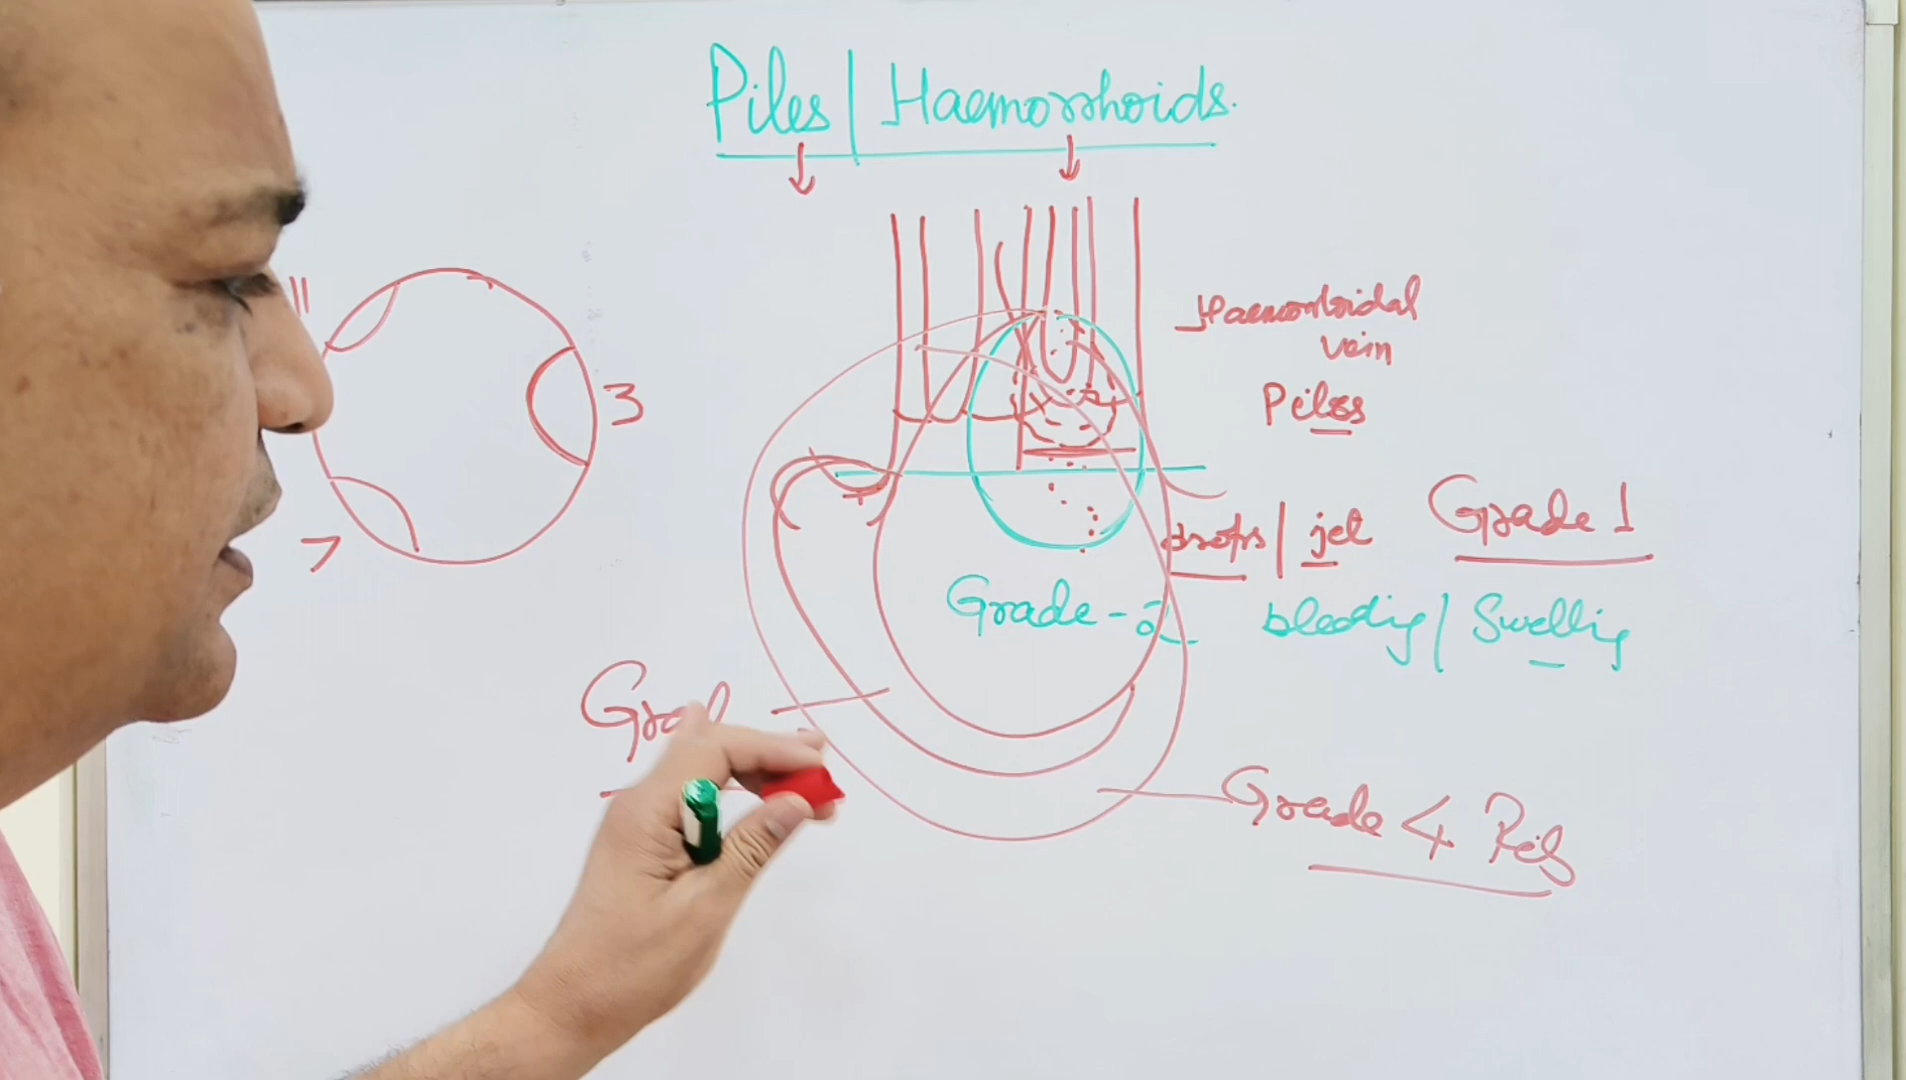 Piles | Haemorrhoids.
11
3
7
Haemorrhoidal
vein
Piles
drops | jet
Grade 1
Grade - 2
bleeding | Swelling
Grade 4 Piles